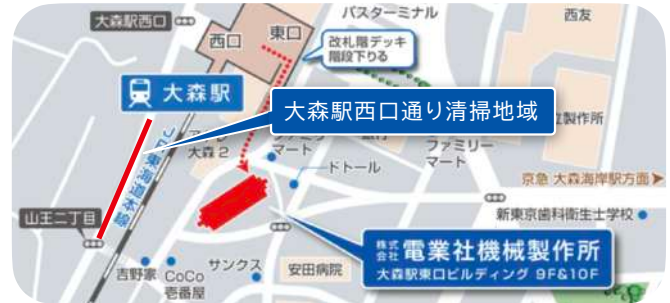 大森駅西口
バスターミナル
西友
西口
東口
改札階デッキ
階段下りる
大森駅
大森駅西口通り清掃地域
製作所
大森2
マート
ファミリー
マート
ドトール
東海道本線
京急 大森海岸駅方面
山王二丁目
新東京歯科衛生士学校
株式会社 電業社機械製作所
大森駅東口ビルディング 9F&10F
吉野家
CoCo
壱番屋
サンクス
安田病院